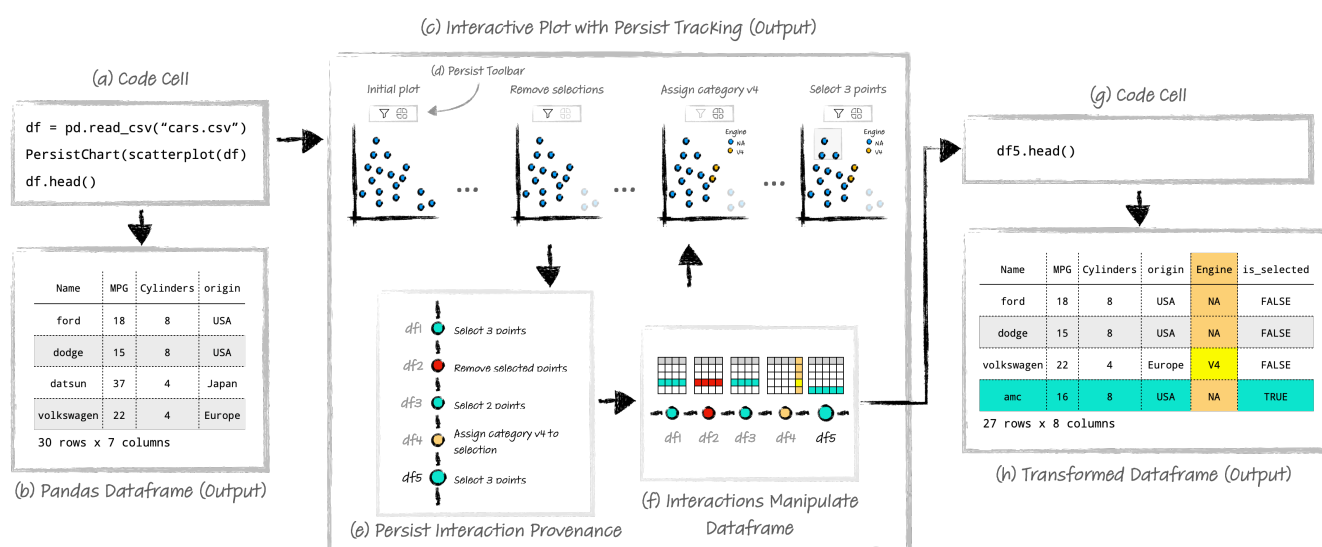 (c) Interactive Plot with Persist Tracking (Output)
(a) Code Cell
df = pd.read_csv(“cars.csv”)
PersistChart(scatterplot(df)
df.head()
Name MPG Cylinders origin
ford 18 8 USA
dodge 15 8 USA
datsun 37 4 Japan
volkswagen 22 4 Europe
30 rows x 7 columns
(b) Pandas Dataframe (Output)
(d) Persist Toolbar
Initial plot
Remove selections
Assign category v4
Select 3 points
Engine
NA
V4
Engine
NA
V4
...
...
...
df1 Select 3 points
df2 Remove selected points
df3 Select 2 points
df4 Assign category v4 to
selection
df5 Select 3 points
(e) Persist Interaction Provenance
df1 df2 df3 df4 df5
(f) Interactions Manipulate
Dataframe
(g) Code Cell
df5.head()
Name MPG Cylinders origin Engine is_selected
ford 18 8 USA NA FALSE
dodge 15 8 USA NA FALSE
volkswagen 22 4 Europe V4 FALSE
amc 16 8 USA NA TRUE
27 rows x 8 columns
(h) Transformed Dataframe (Output)